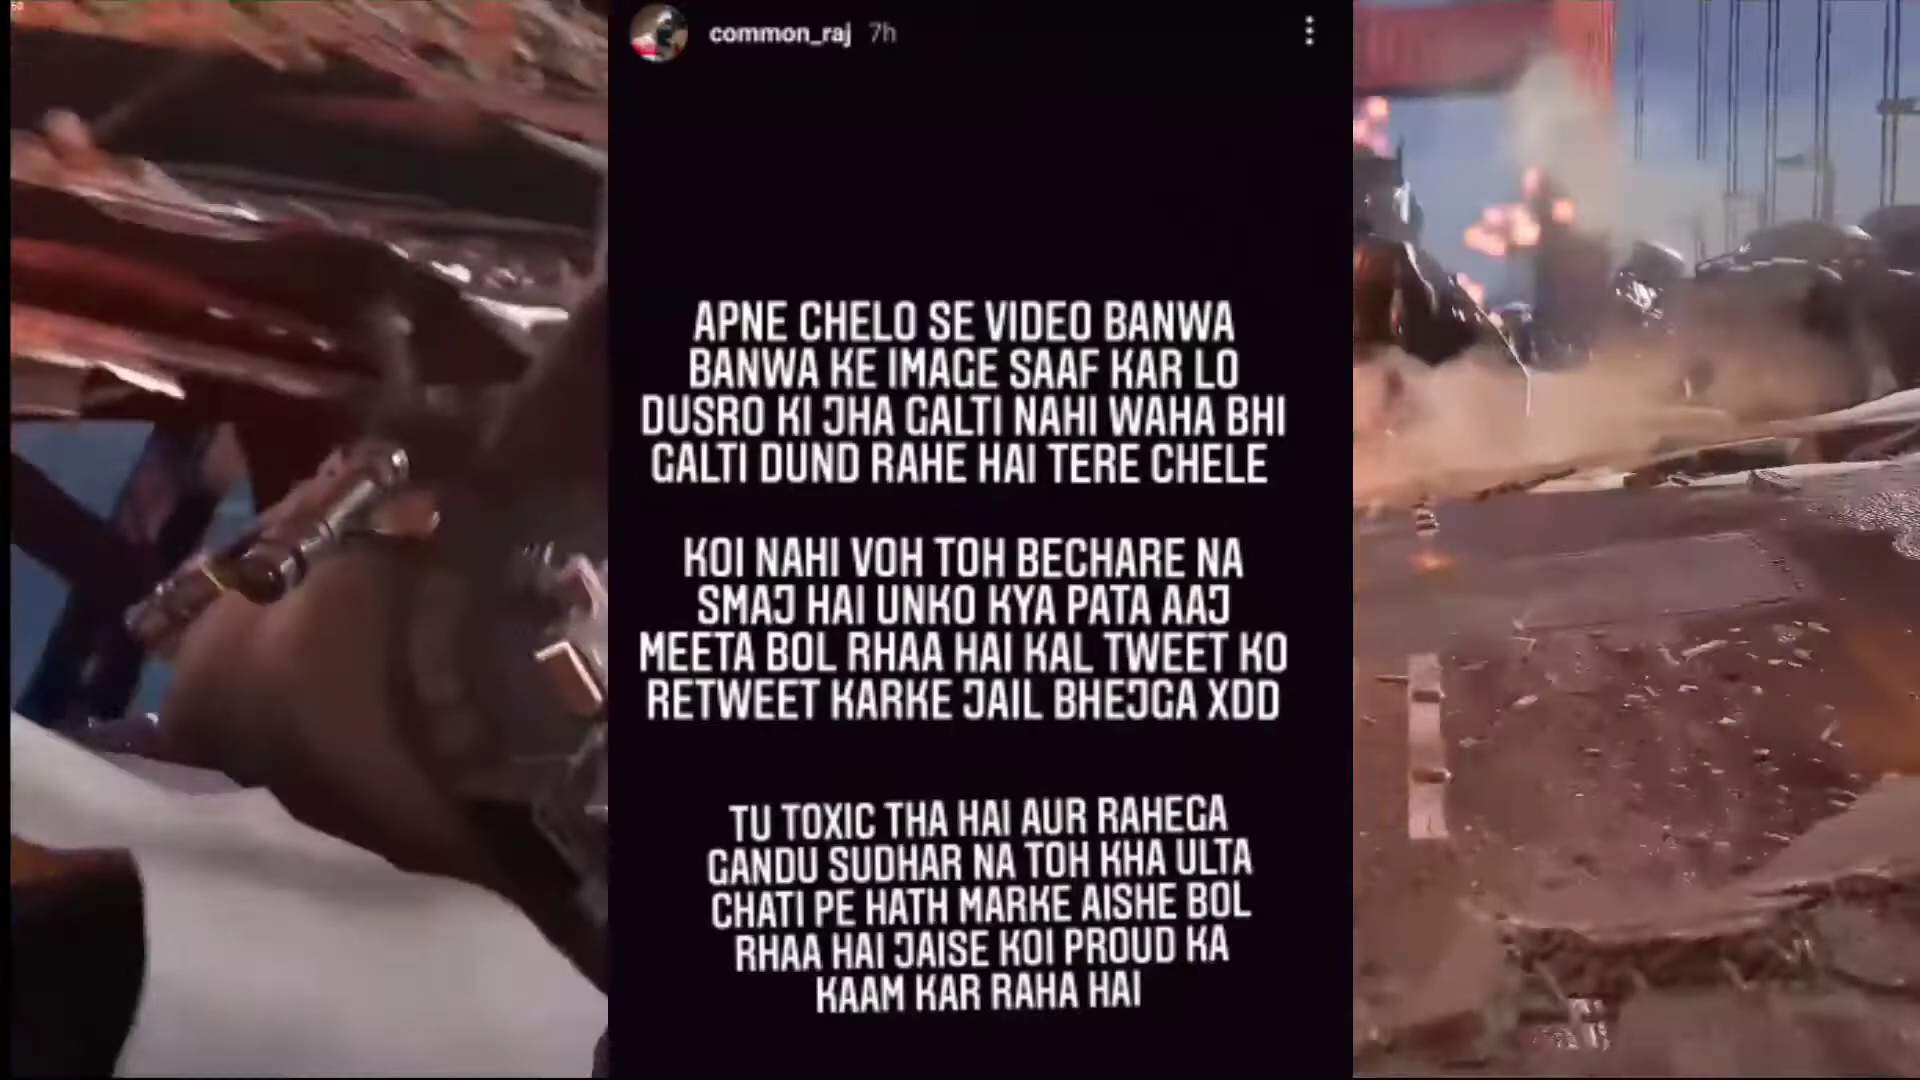 common_raj 7h
APNE CHELO SE VIDEO BANWA
BANWA KE IMAGE SAAF KAR LO
DUSRO KI JHA GALTI NAHI WAHA BHI
GALTI DUND RAHE HAI TERE CHELE
KOI NAHI VOH TOH BECHARE NA
SMAJ HAI UNKO KYA PATA AAJ
MEETA BOL RHAA HAI KAL TWEET KO
RETWEET KARKE JAIL BHEJGA XDD
TU TOXIC THA HAI AUR RAHEGA
GANDU SUDHAR NA TOH KHA ULTA
CHATI PE HATH MARKE AISHE BOL
RHAA HAI JAISE KOI PROUD KA
KAAM KAR RAHA HAI